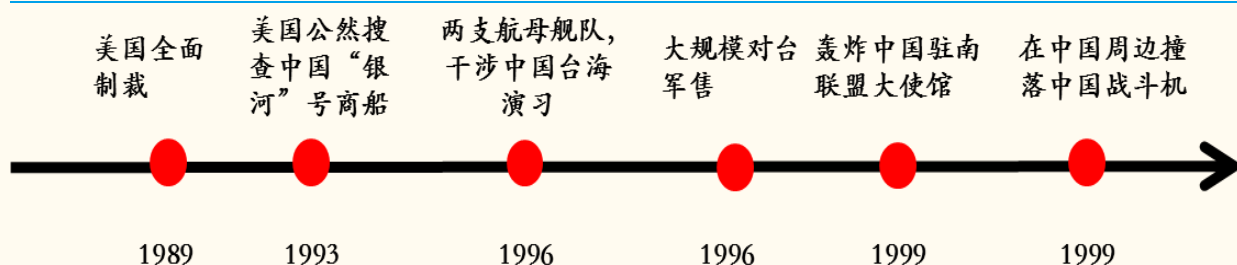 美国全面
制裁
美国公然搜
查中国“银
河”号商船
两支航母舰队，
干涉中国台海
演习
大规模对台
军售
轰炸中国驻南
联盟大使馆
在中国周边撞
落中国战斗机
1989
1993
1996
1996
1999
1999